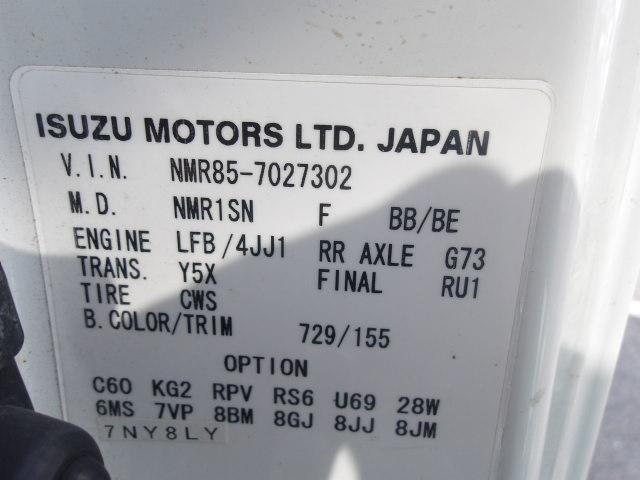 ISUZU MOTORS LTD. JAPAN
V.I.N. NMR85-7027302
M.D. NMR1SN F BB/BE
ENGINE LFB/4JJ1 RR AXLE G73
TRANS. Y5X FINAL RU1
TIRE CWS
B.COLOR/TRIM 729/155
OPTION
C60 KG2 RPV RS6 U69 28W
6MS 7VP 8BM 8GJ 8JJ 8JM
7NY8LY